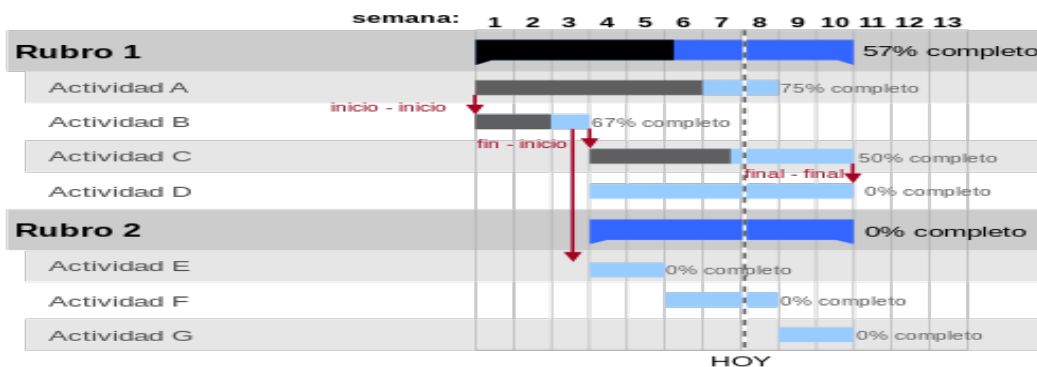 semana: 1 2 3 4 5 6 7 8 9 10 11 12 13
Rubro 1 57% completo
Actividad A 75% completo
inicio - inicio
Actividad B 67% completo
fin - inicio
Actividad C 50% completo
final - final
Actividad D 0% completo
Rubro 2 0% completo
Actividad E 0% completo
Actividad F 0% completo
Actividad G 0% completo
HOY